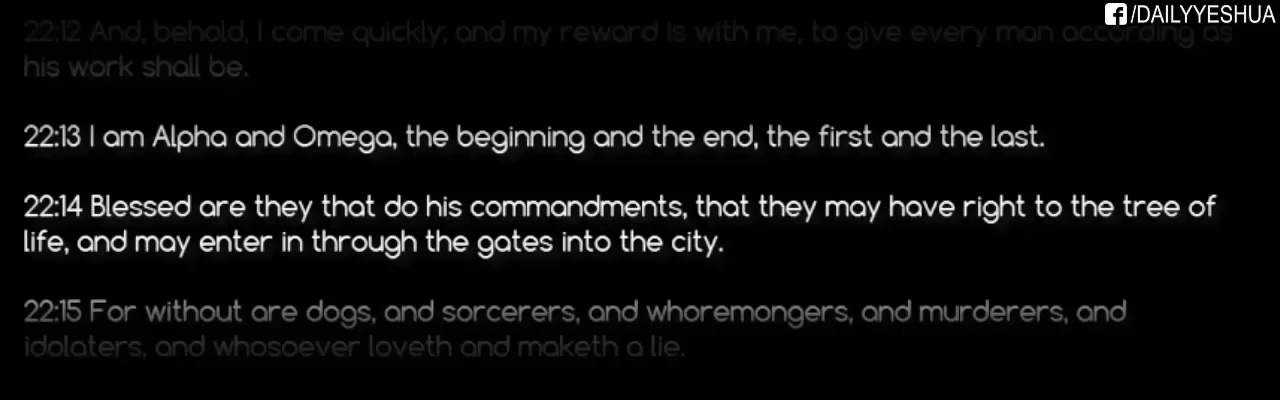 /DAILYYESHUA
22:12 And, behold, I come quickly; and my reward is with me, to give every man according as
his work shall be.
22:13 I am Alpha and Omega, the beginning and the end, the first and the last.
22:14 Blessed are they that do his commandments, that they may have right to the tree of
life, and may enter in through the gates into the city.
22:15 For without are dogs, and sorcerers, and whoremongers, and murderers, and
idolaters, and whosoever loveth and maketh a lie.